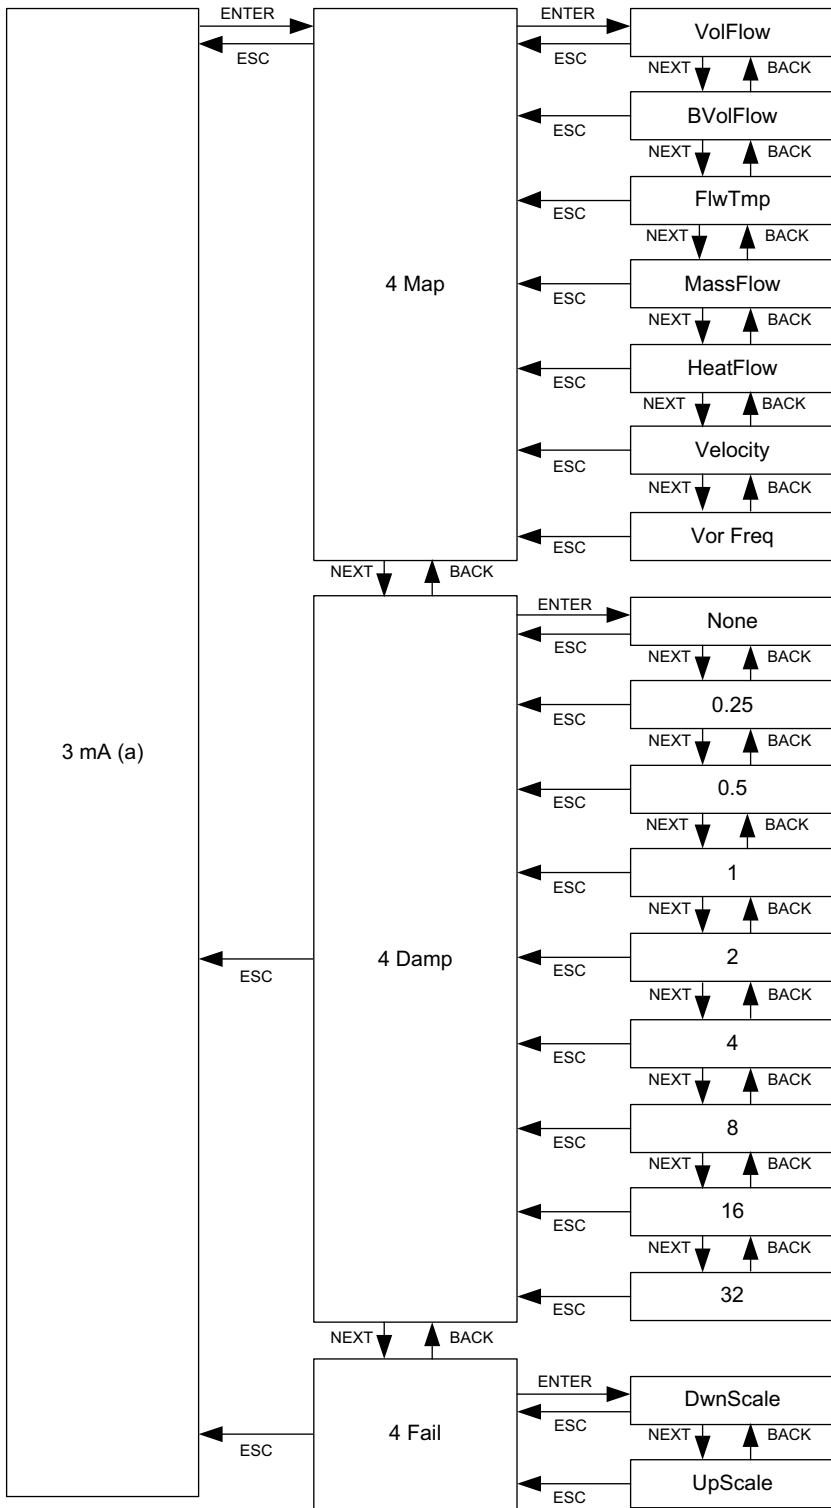 ENTER
ESC
ENTER
ESC
VolFlow
NEXT
BACK
BVolFlow
ESC
NEXT
BACK
FlwTmp
ESC
NEXT
BACK
4 Map
MassFlow
ESC
NEXT
BACK
HeatFlow
ESC
NEXT
BACK
Velocity
ESC
NEXT
BACK
Vor Freq
ESC
NEXT
BACK
ENTER
ESC
None
NEXT
BACK
0.25
ESC
NEXT
BACK
3 mA (a)
0.5
ESC
NEXT
BACK
1
ESC
NEXT
BACK
ESC
4 Damp
2
ESC
NEXT
BACK
4
ESC
NEXT
BACK
8
ESC
NEXT
BACK
16
ESC
NEXT
BACK
32
ESC
NEXT
BACK
ENTER
ESC
DwnScale
NEXT
BACK
ESC
4 Fail
UpScale
ESC